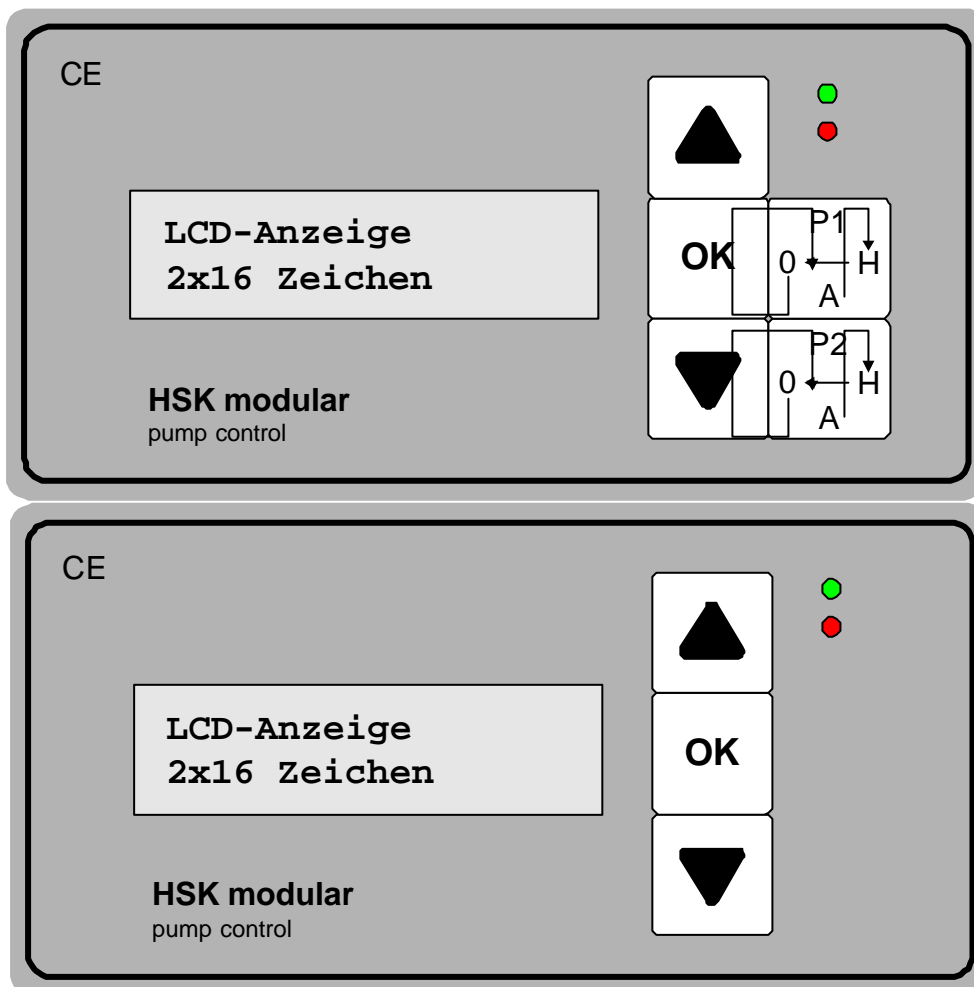 CE
LCD-Anzeige
2x16 Zeichen
HSK modular
pump control
OK
P1
0 H
A
P2
0 H
A
CE
LCD-Anzeige
2x16 Zeichen
HSK modular
pump control
OK